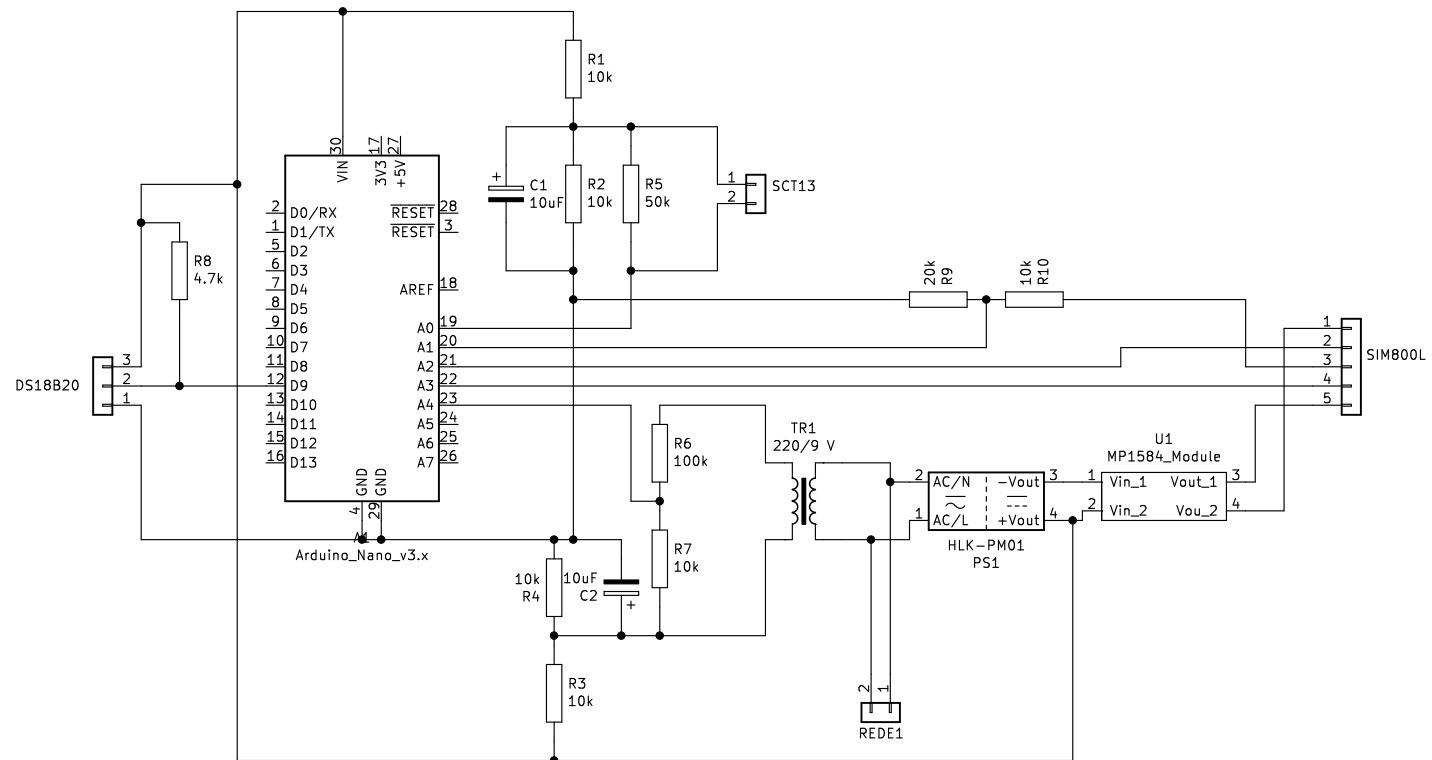 R1
10k
30
17
27
VIN
3V3
+5V
+
C1
10uF
R2
10k
R5
50k
1
2
SCT13
2 D0/RX RESET 28
1 D1/TX RESET 3
5 D2
6 D3
7 D4 AREF 18
8 D5
9 D6 A0 19
10 D7 A1 20
11 D8 A2 21
12 D9 A3 22
13 D10 A4 23
14 D11 A5 24
15 D12 A6 25
16 D13 A7 26
GND
GND
4
29
A1
Arduino_Nano_v3.x
R8
4.7k
3
2
1
DS18B20
20k
R9
10k
R10
1
2
3
4
5
SIM800L
R6
100k
TR1
220/9 V
R7
10k
10k
R4
10uF
C2
+
R3
10k
2 AC/N -Vout 3
1 AC/L +Vout 4
HLK-PM01
PS1
U1
MP1584_Module
1 Vin_1 Vout_1 3
2 Vin_2 Vou_2 4
2
1
REDE1